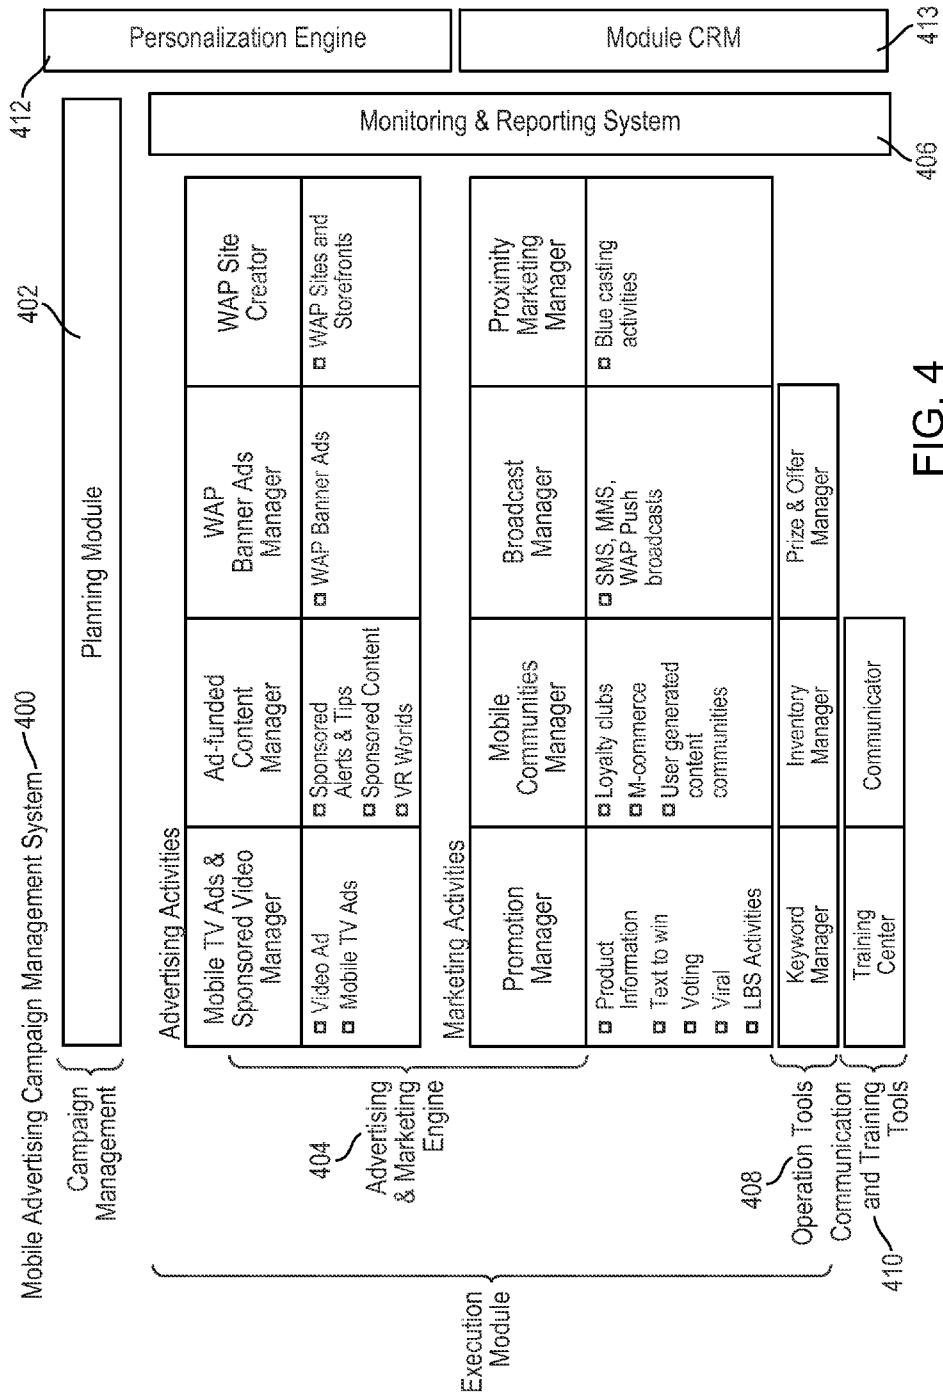 Mobile Advertising Campaign Management System
400
Campaign
Management
Planning Module
402
412
Personalization Engine
Module CRM
413
Monitoring & Reporting System
406
Execution
Module
404
Advertising
& Marketing
Engine
Advertising Activities
Mobile TV Ads &
Sponsored Video
Manager
Ad-funded
Content
Manager
WAP
Banner Ads
Manager
WAP Site
Creator
Video Ad
Mobile TV Ads
Sponsored
Alerts & Tips
Sponsored Content
VR Worlds
WAP Banner Ads
WAP Sites and
Storefronts
Marketing Activities
Promotion
Manager
Mobile
Communities
Manager
Broadcast
Manager
Proximity
Marketing
Manager
Product
Information
Text to win
Voting
Viral
LBS Activities
Loyalty clubs
M-commerce
User generated
content
communities
SMS, MMS,
WAP Push
broadcasts
Blue casting
activities
408
Operation Tools
Keyword
Manager
Inventory
Manager
Prize & Offer
Manager
Communication
and Training
Tools
410
Training
Center
Communicator
FIG. 4